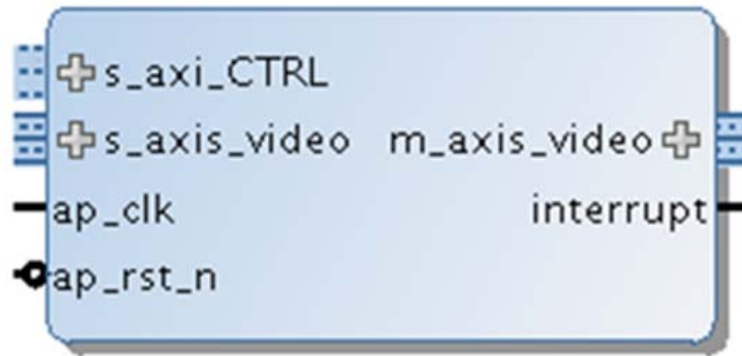 s_axi_CTRL
s_axis_video m_axis_video
ap_clk interrupt
ap_rst_n